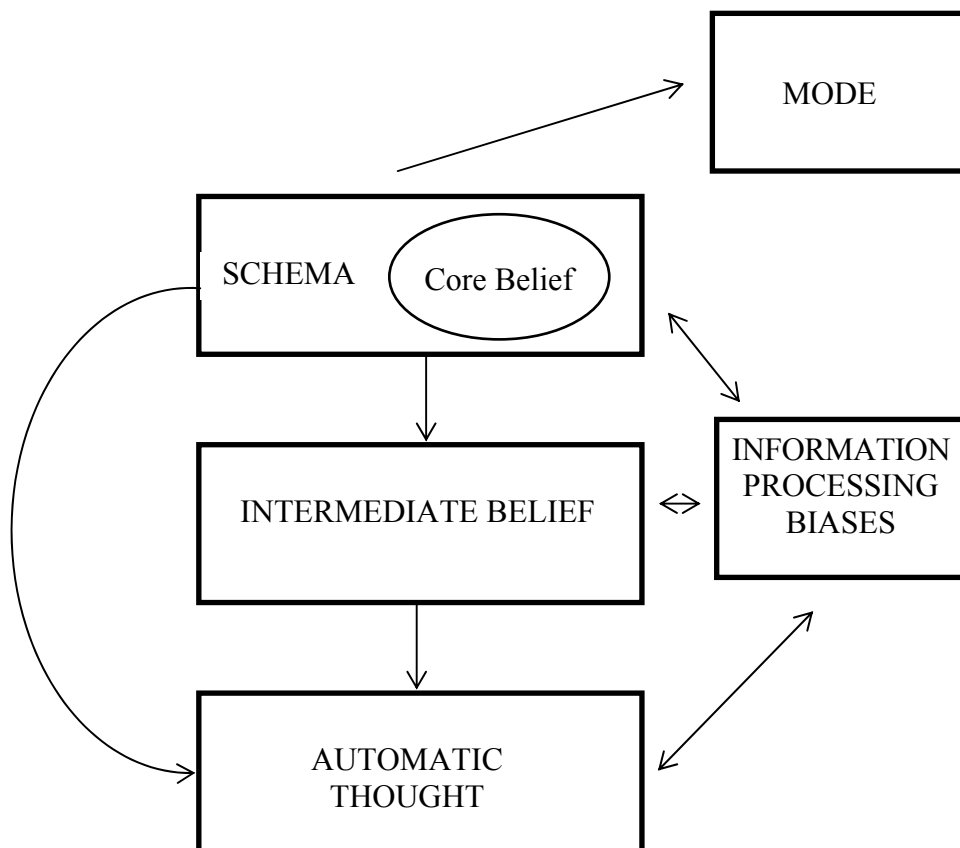 MODE
SCHEMA
Core Belief
INTERMEDIATE BELIEF
INFORMATION
PROCESSING
BIASES
AUTOMATIC
THOUGHT